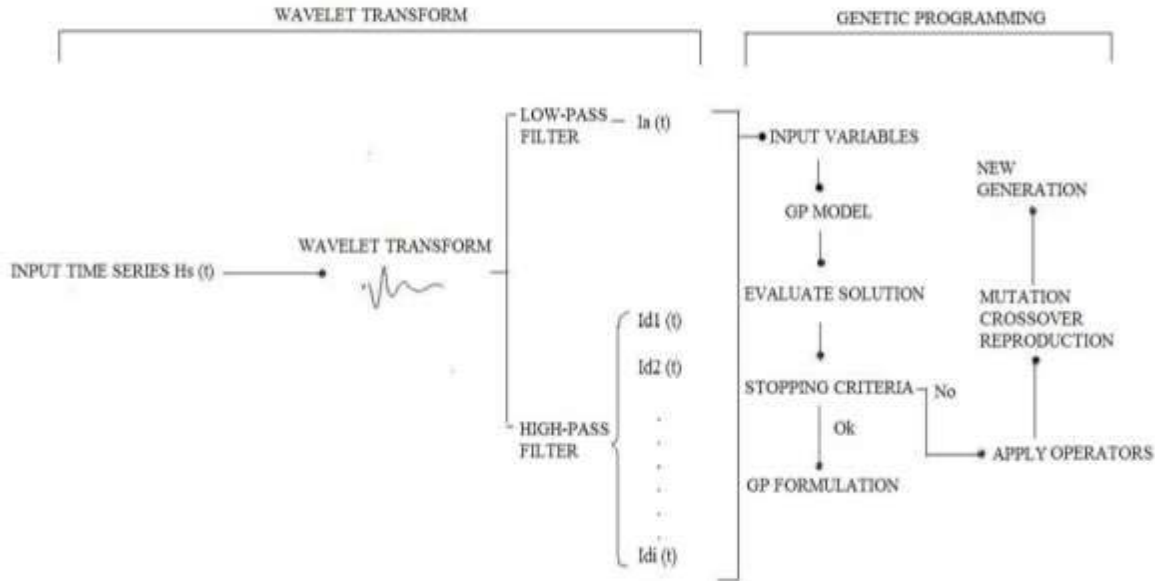 WAVELET TRANSFORM
GENETIC PROGRAMMING
LOW-PASS
FILTER
Ia (t)
INPUT VARIABLES
NEW
GENERATION
GP MODEL
WAVELET TRANSFORM
INPUT TIME SERIES Hs (t)
EVALUATE SOLUTION
MUTATION
CROSSOVER
REPRODUCTION
Id1 (t)
Id2 (t)
STOPPING CRITERIA
No
HIGH-PASS
FILTER
Ok
APPLY OPERATORS
GP FORMULATION
Idi (t)